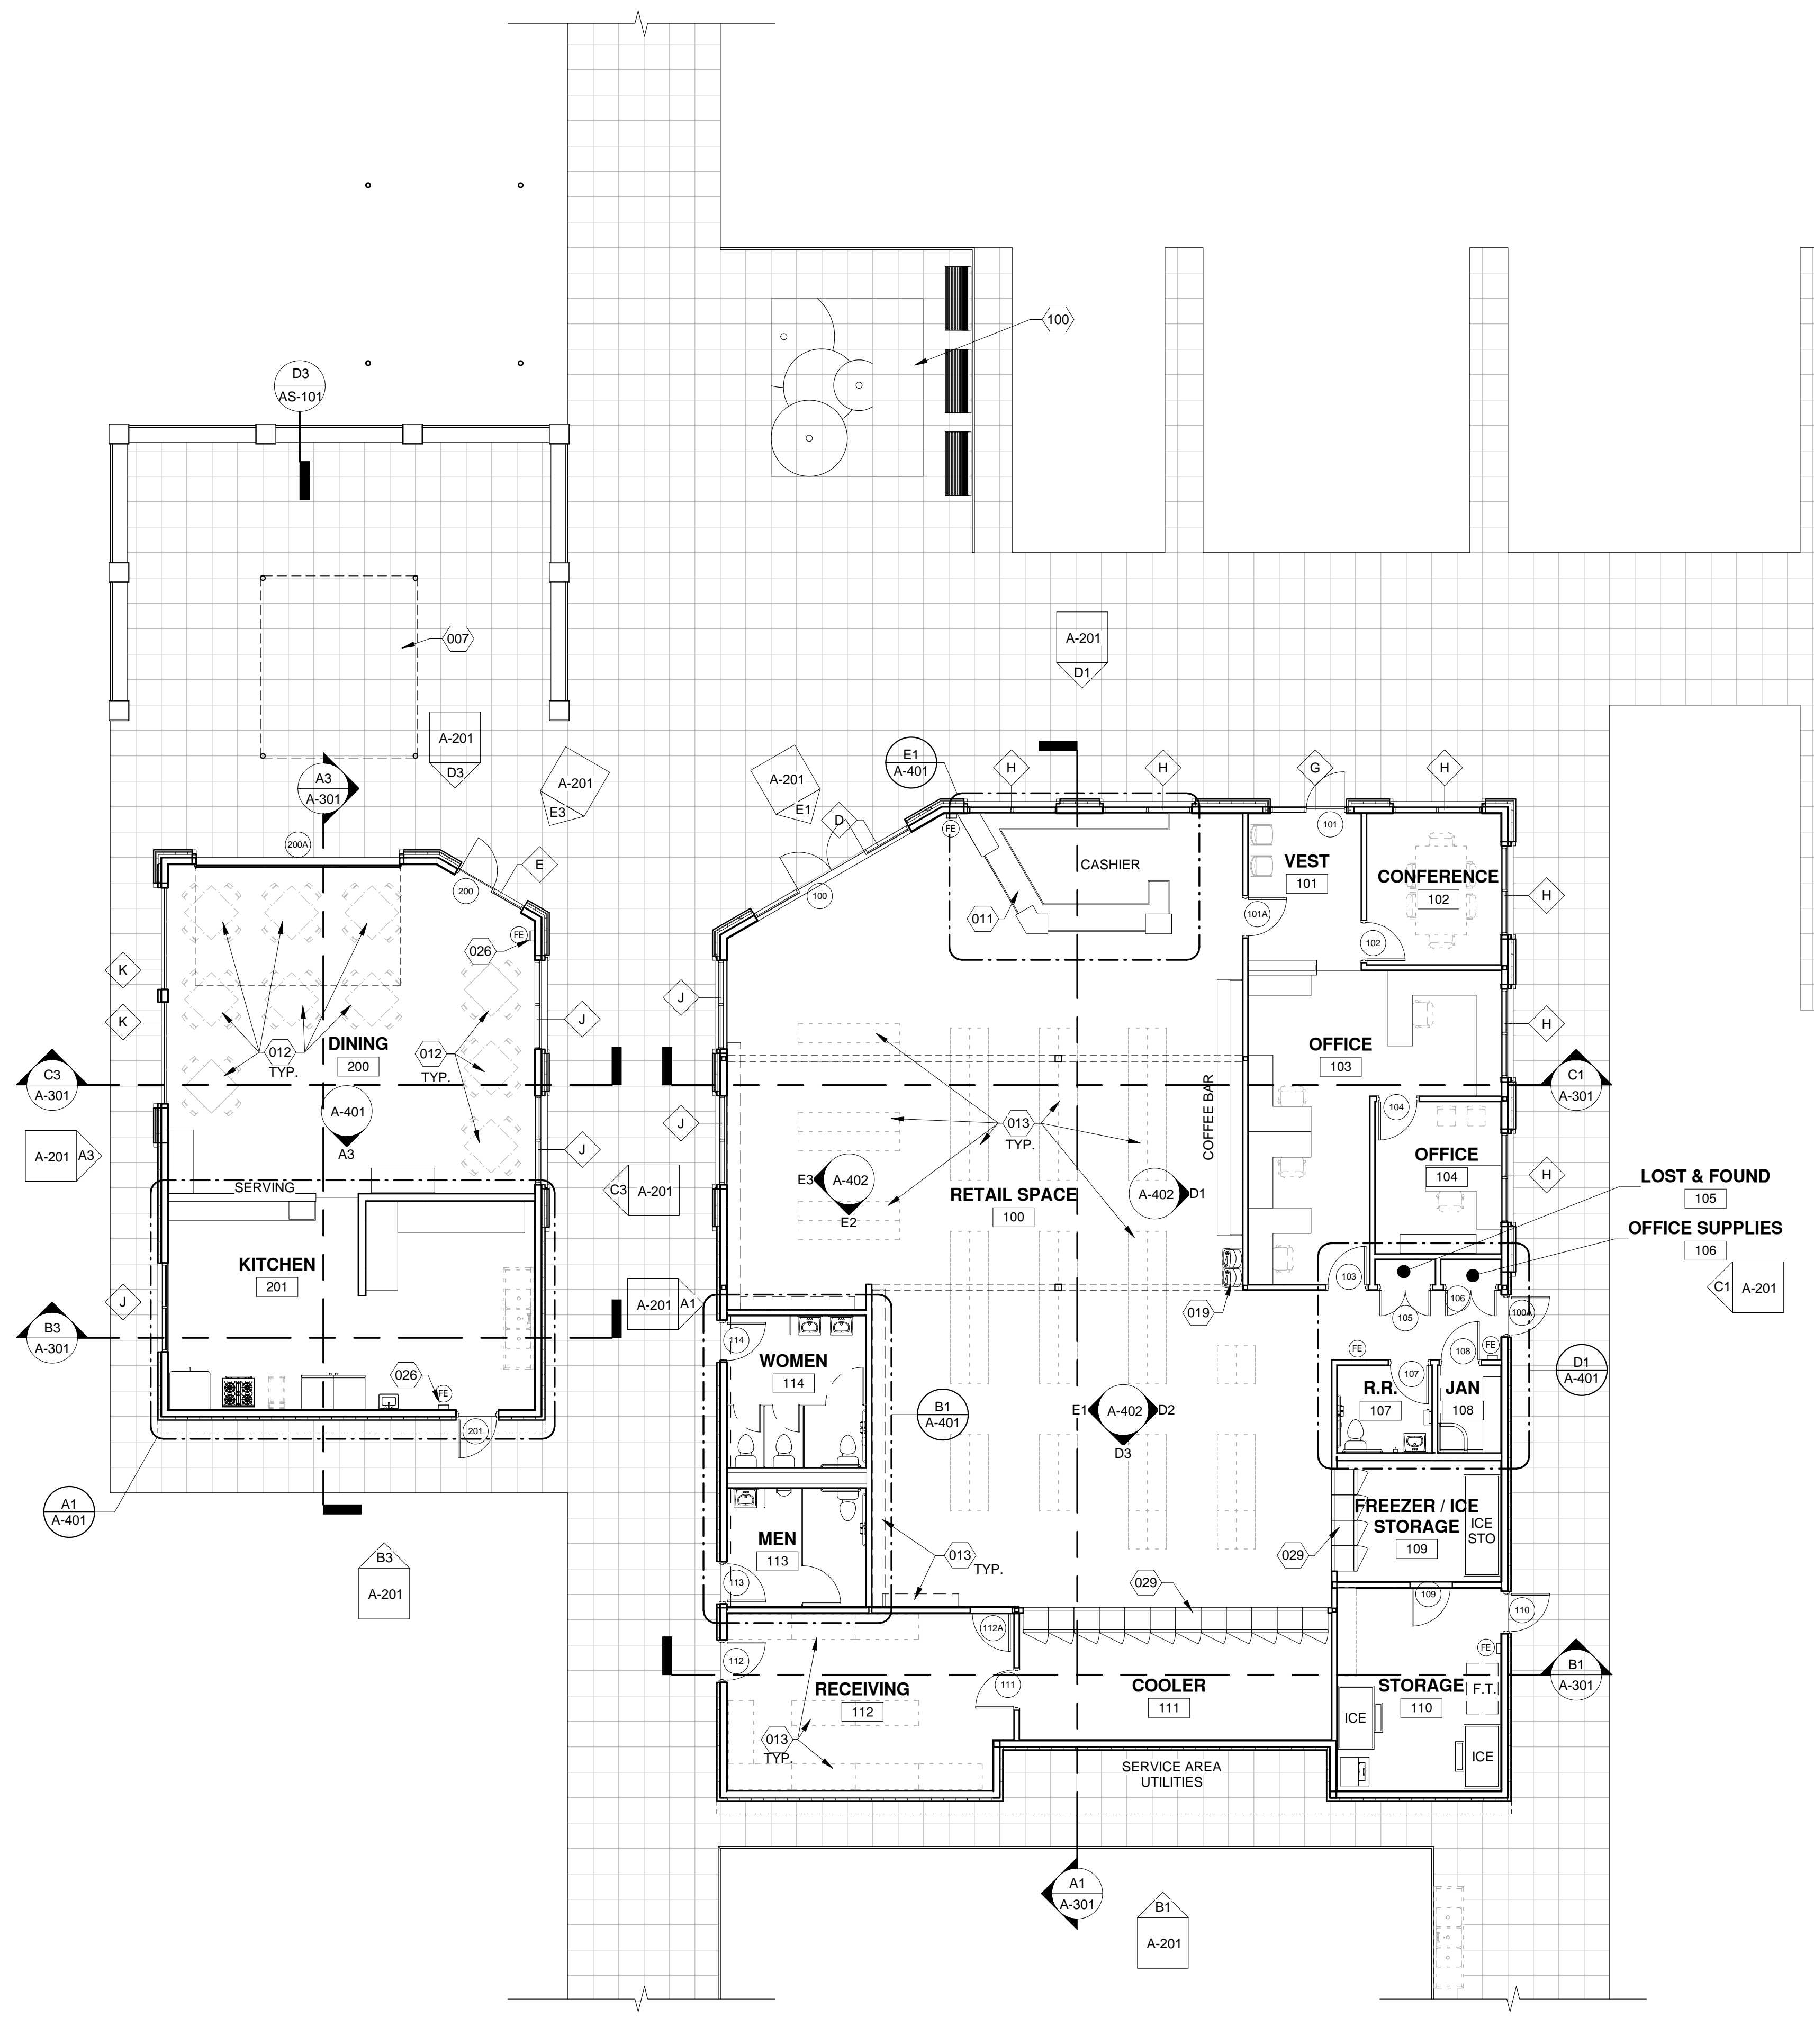 100
D3
AS-101
007
A-201
D1
A-201
D3
A3
A-301
A-201
E3
A-201
E1
E1
A-401
H
H
G
H
D
FE
101
200A
E
200
CASHIER
VEST
101
CONFERENCE
102
100
H
011
101A
FE
026
102
K
J
K
J
H
012
TYP.
DINING
200
012
TYP.
OFFICE
103
C3
A-301
C1
A-301
COFFEE BAR
A-401
A3
104
013
TYP.
J
J
A-201
A3
OFFICE
104
H
LOST & FOUND
105
SERVING
C3
A-201
E3
A-402
E2
A-402
D1
RETAIL SPACE
100
OFFICE SUPPLIES
106
KITCHEN
201
103
C1
A-201
J
A-201
A1
106
019
105
100A
B3
A-301
114
FE
108
FE
WOMEN
114
026
FE
107
D1
A-401
R.R.
107
JAN
108
B1
A-401
E1
A-402
D2
D3
201
A1
A-401
FREEZER / ICE
STORAGE
109
ICE
STO
MEN
113
B3
A-201
013
TYP.
029
113
029
109
110
112A
112
FE
111
RECEIVING
112
COOLER
111
STORAGE
110
F.T.
B1
A-301
ICE
013
TYP.
ICE
SERVICE AREA
UTILITIES
A1
A-301
B1
A-201